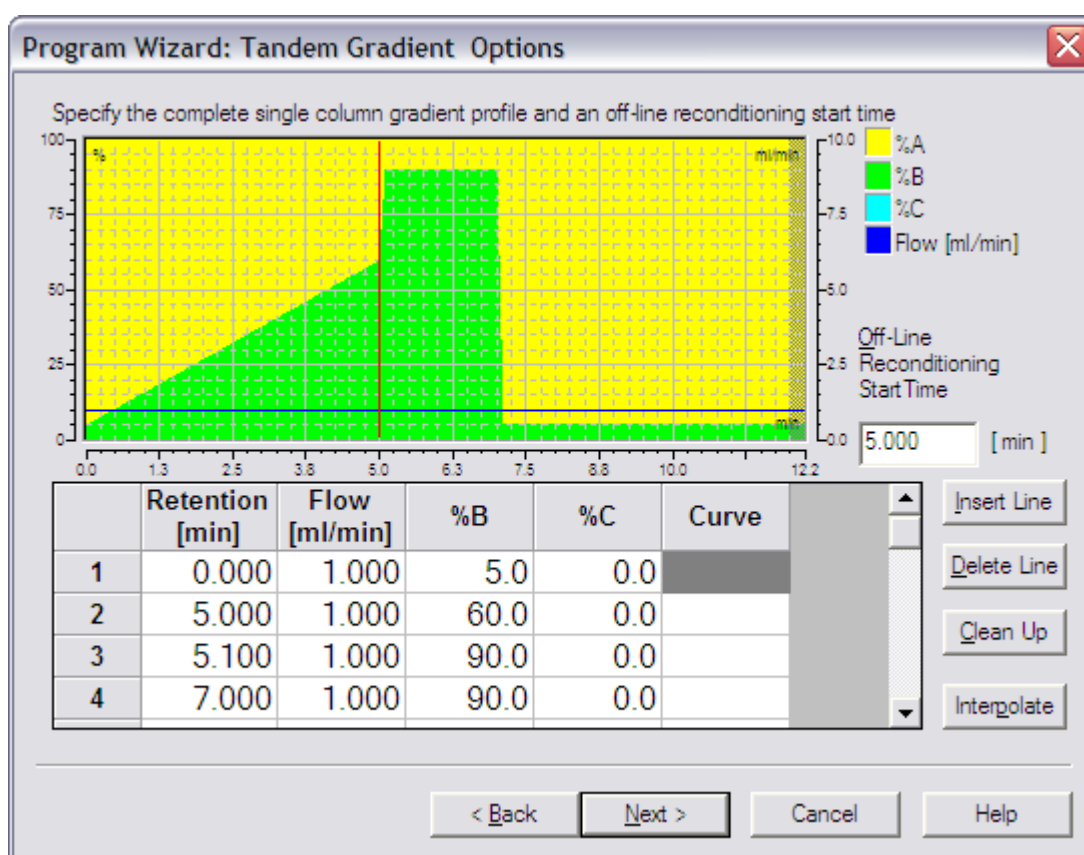 Program Wizard: Tandem Gradient Options
Specify the complete single column gradient profile and an off-line reconditioning start time
100 % ml/min 10.0 %A
%B
75 7.5 %C
Flow [ml/min]
50 5.0
Off-Line
25 2.5 Reconditioning
Start Time
0 min 0.0 5.000 [ min ]
0.0 1.3 2.5 3.8 5.0 6.3 7.5 8.8 10.0 12.2
Retention [min] Flow [ml/min] %B %C Curve
1 0.000 1.000 5.0 0.0
2 5.000 1.000 60.0 0.0
3 5.100 1.000 90.0 0.0
4 7.000 1.000 90.0 0.0
Insert Line
Delete Line
Clean Up
Interpolate
< Back Next > Cancel Help